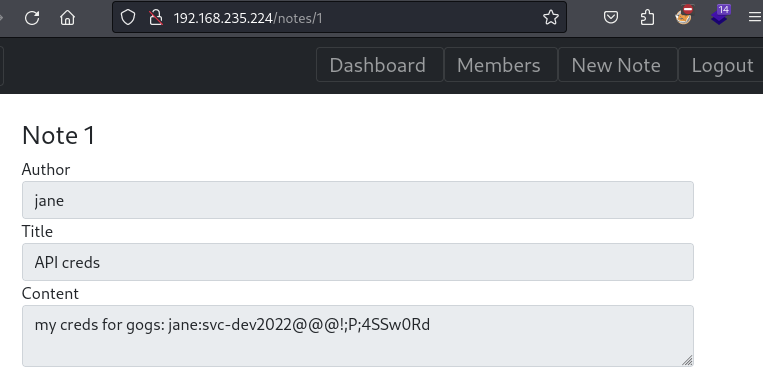 192.168.235.224/notes/1
14
Dashboard Members New Note Logout
Note 1
Author
jane
Title
API creds
Content
my creds for gogs: jane:svc-dev2022@@@!;P;4SSw0Rd